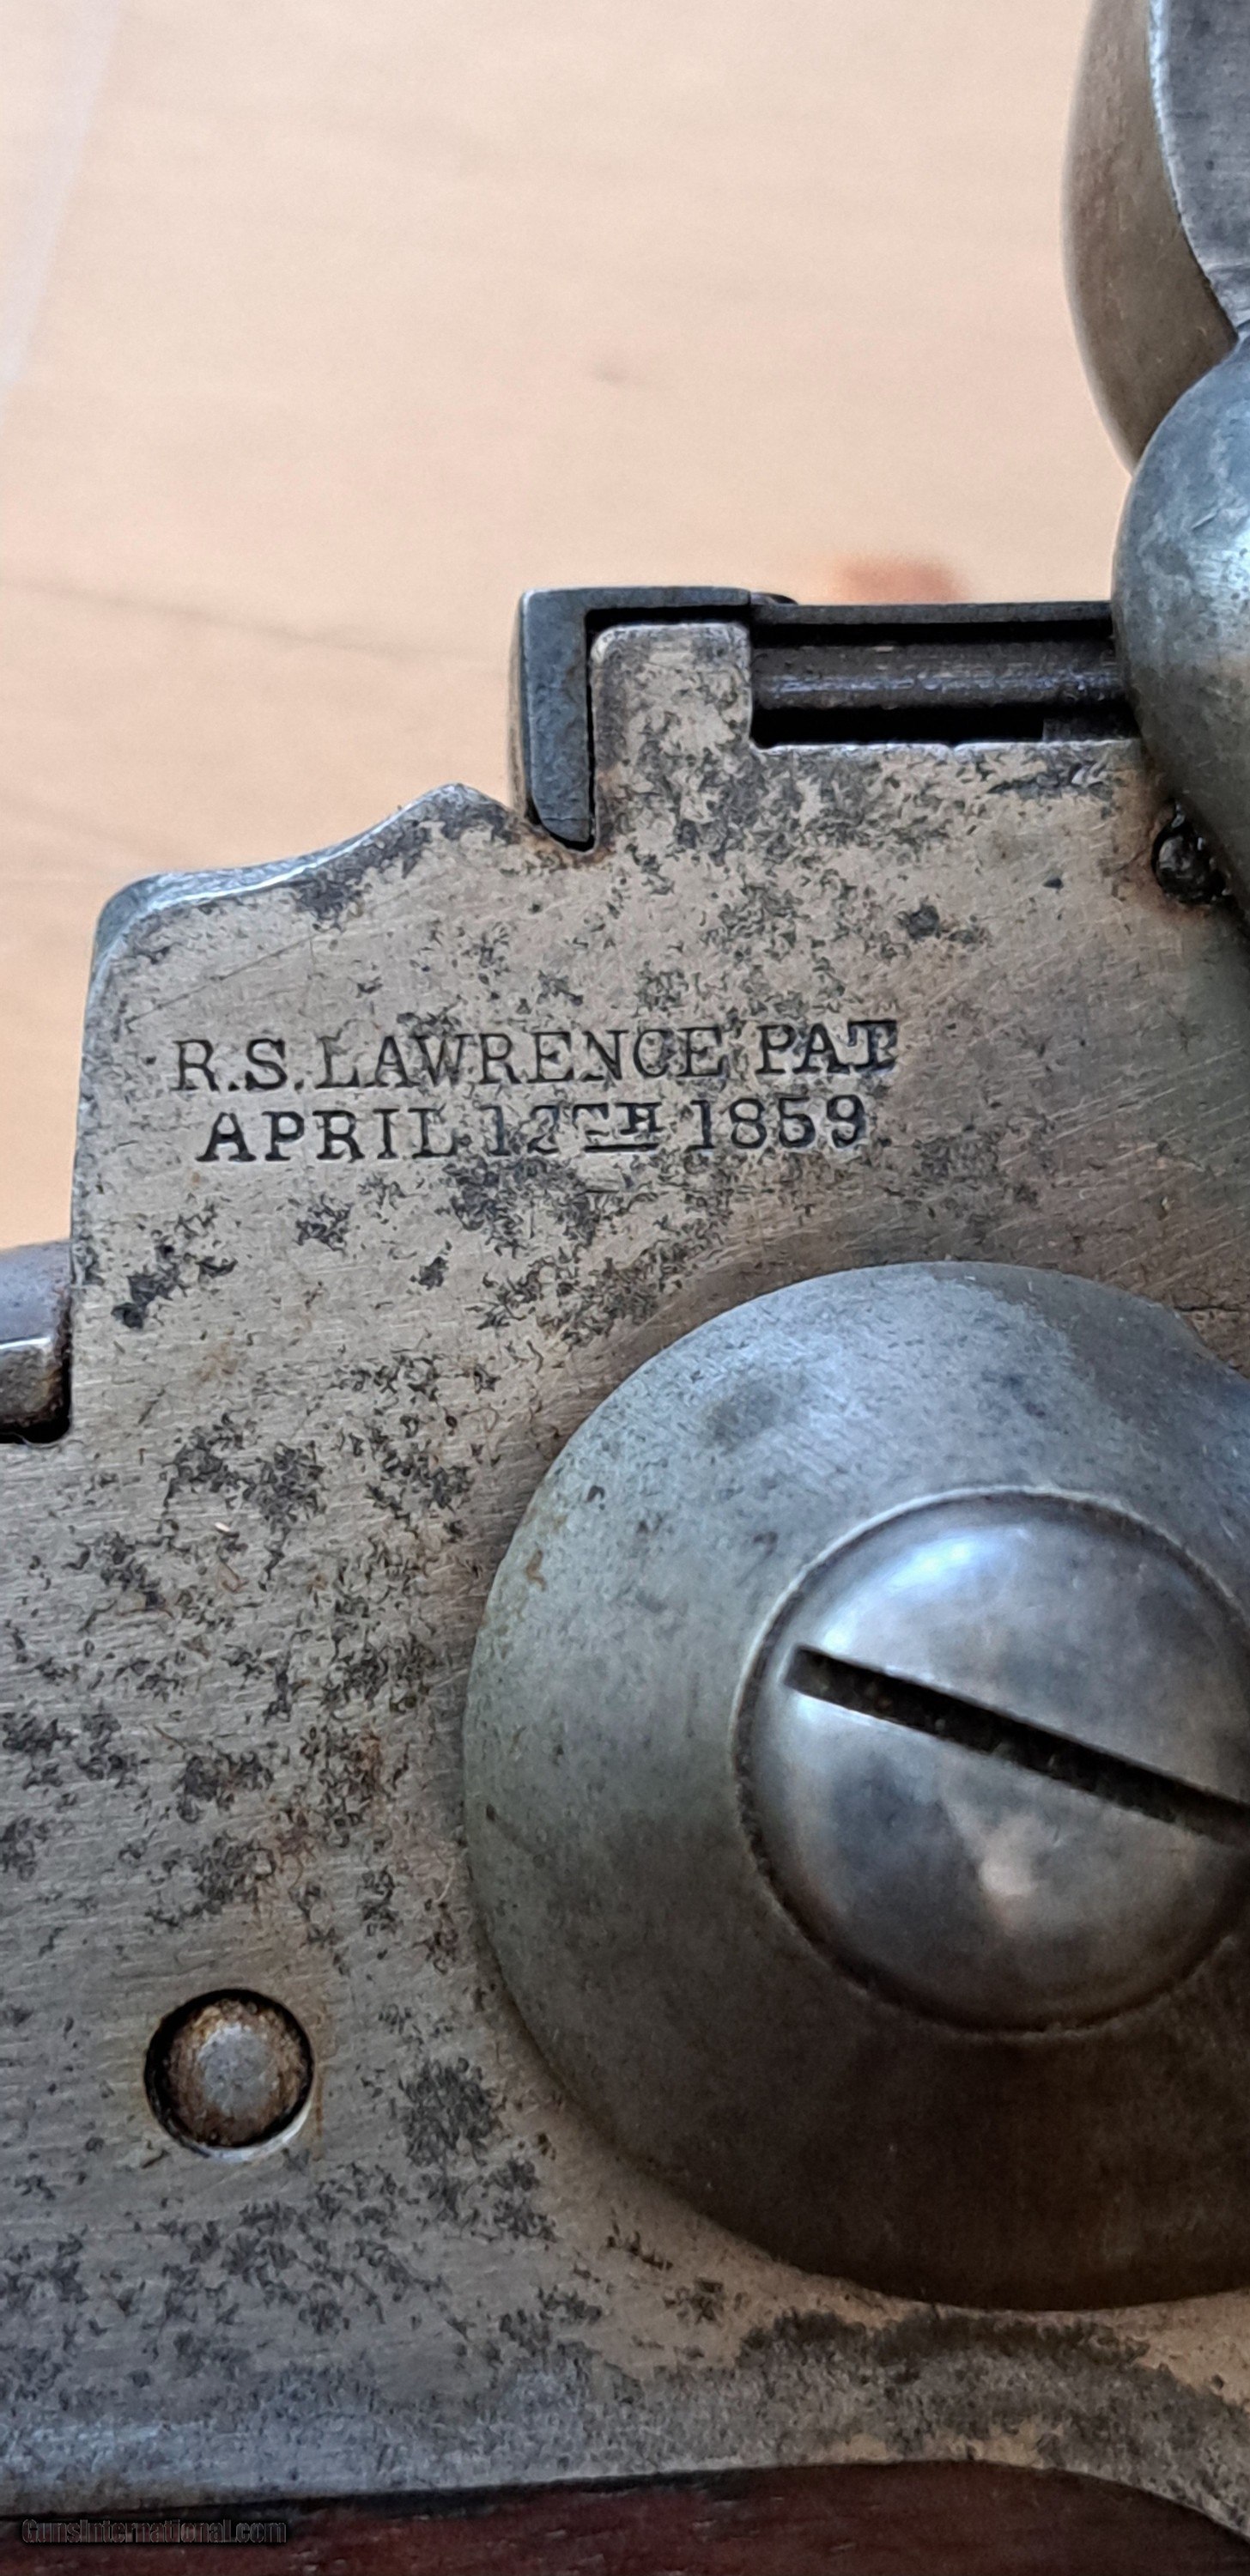 R.S. LAWRENCE PAT
APRIL 12TH 1859
GunsInternational.com